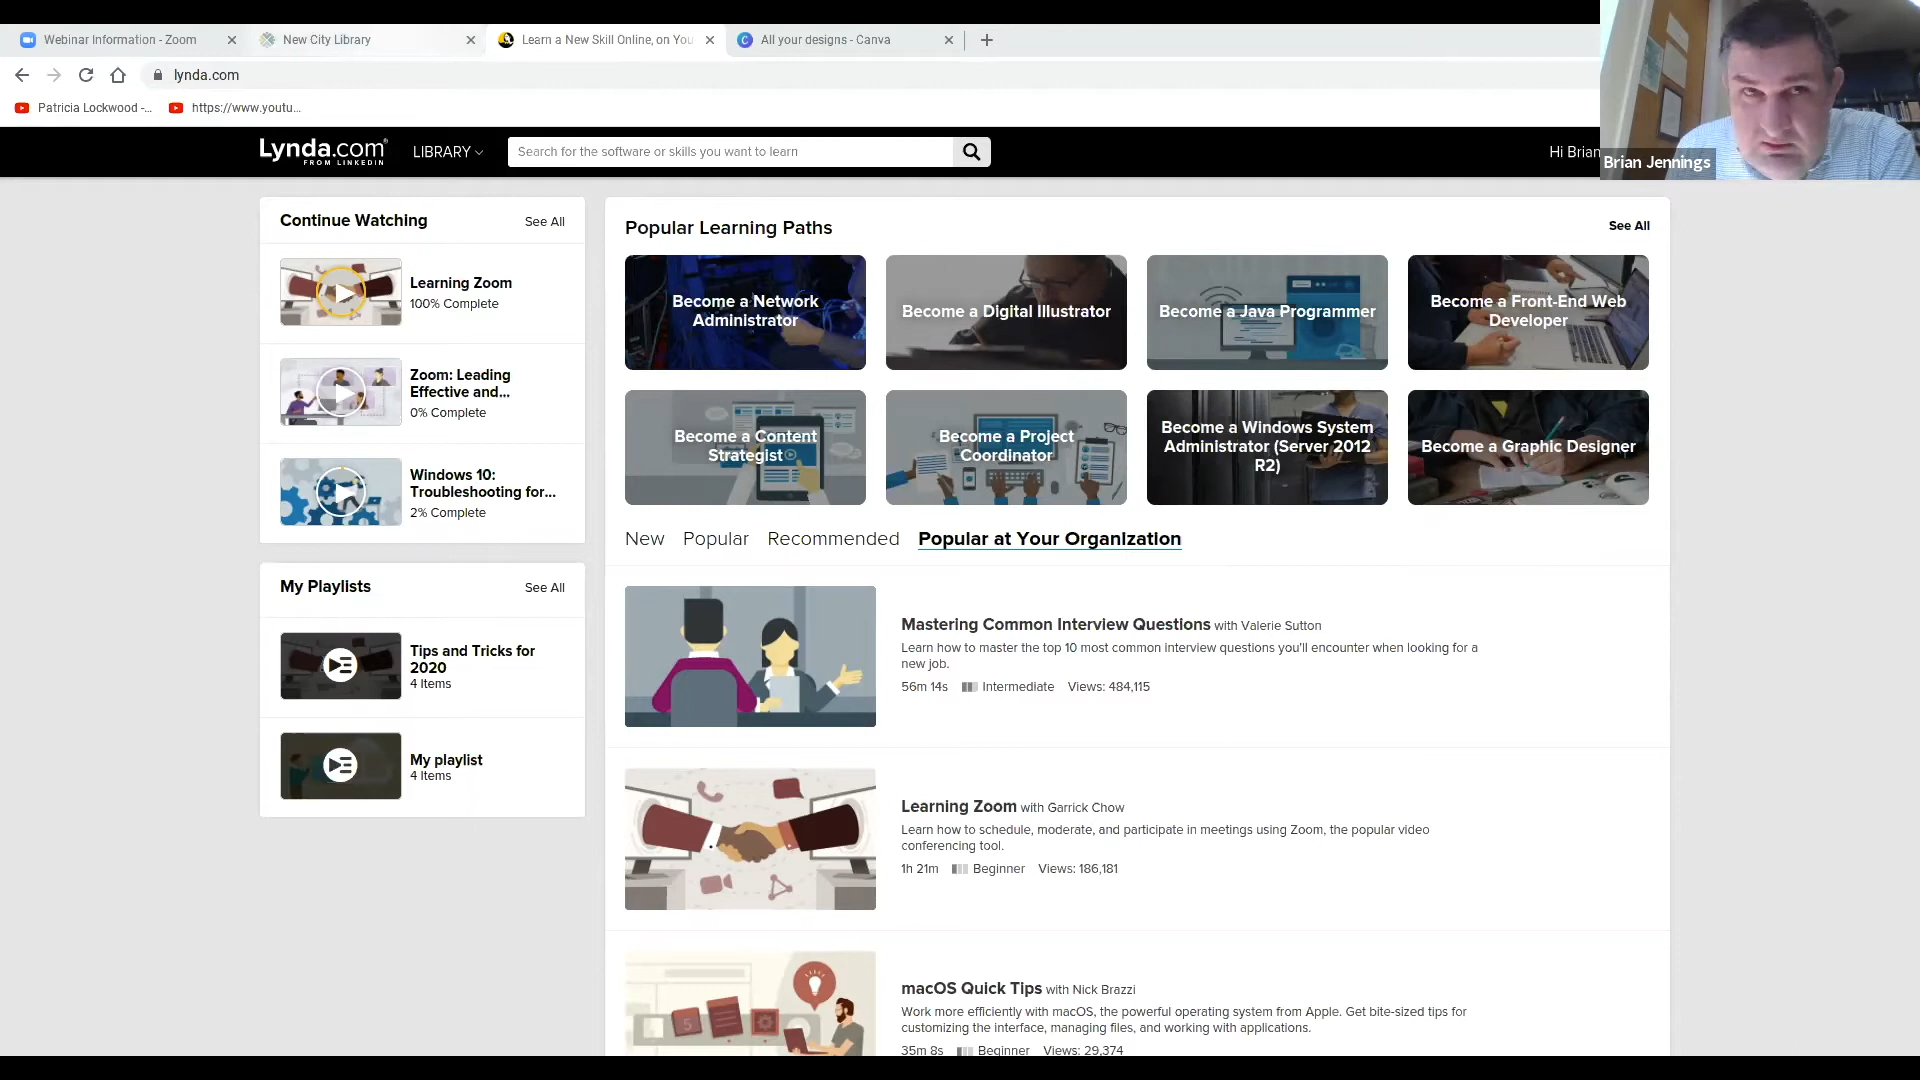 Webinar Information - Zoom
New City Library
Learn a New Skill Online, on You
All your designs - Canva
lynda.com
Patricia Lockwood -...
https://www.youtu...
Lynda.com
FROM LINKEDIN
LIBRARY
Search for the software or skills you want to learn
Hi Brian
Brian Jennings
Continue Watching
See All
Learning Zoom
100% Complete
Zoom: Leading
Effective and...
0% Complete
Windows 10:
Troubleshooting for...
2% Complete
My Playlists
See All
Tips and Tricks for
2020
4 Items
My playlist
4 Items
Popular Learning Paths
See All
Become a Network
Administrator
Become a Digital Illustrator
Become a Java Programmer
Become a Front-End Web
Developer
Become a Content
Strategist
Become a Project
Coordinator
Become a Windows System
Administrator (Server 2012
R2)
Become a Graphic Designer
New
Popular
Recommended
Popular at Your Organization
Mastering Common Interview Questions with Valerie Sutton
Learn how to master the top 10 most common interview questions you'll encounter when looking for a
new job.
56m 14s Intermediate Views: 484,115
Learning Zoom with Garrick Chow
Learn how to schedule, moderate, and participate in meetings using Zoom, the popular video
conferencing tool.
1h 21m Beginner Views: 186,181
macOS Quick Tips with Nick Brazzi
Work more efficiently with macOS, the powerful operating system from Apple. Get bite-sized tips for
customizing the interface, managing files, and working with applications.
35m 8s Beginner Views: 29,374